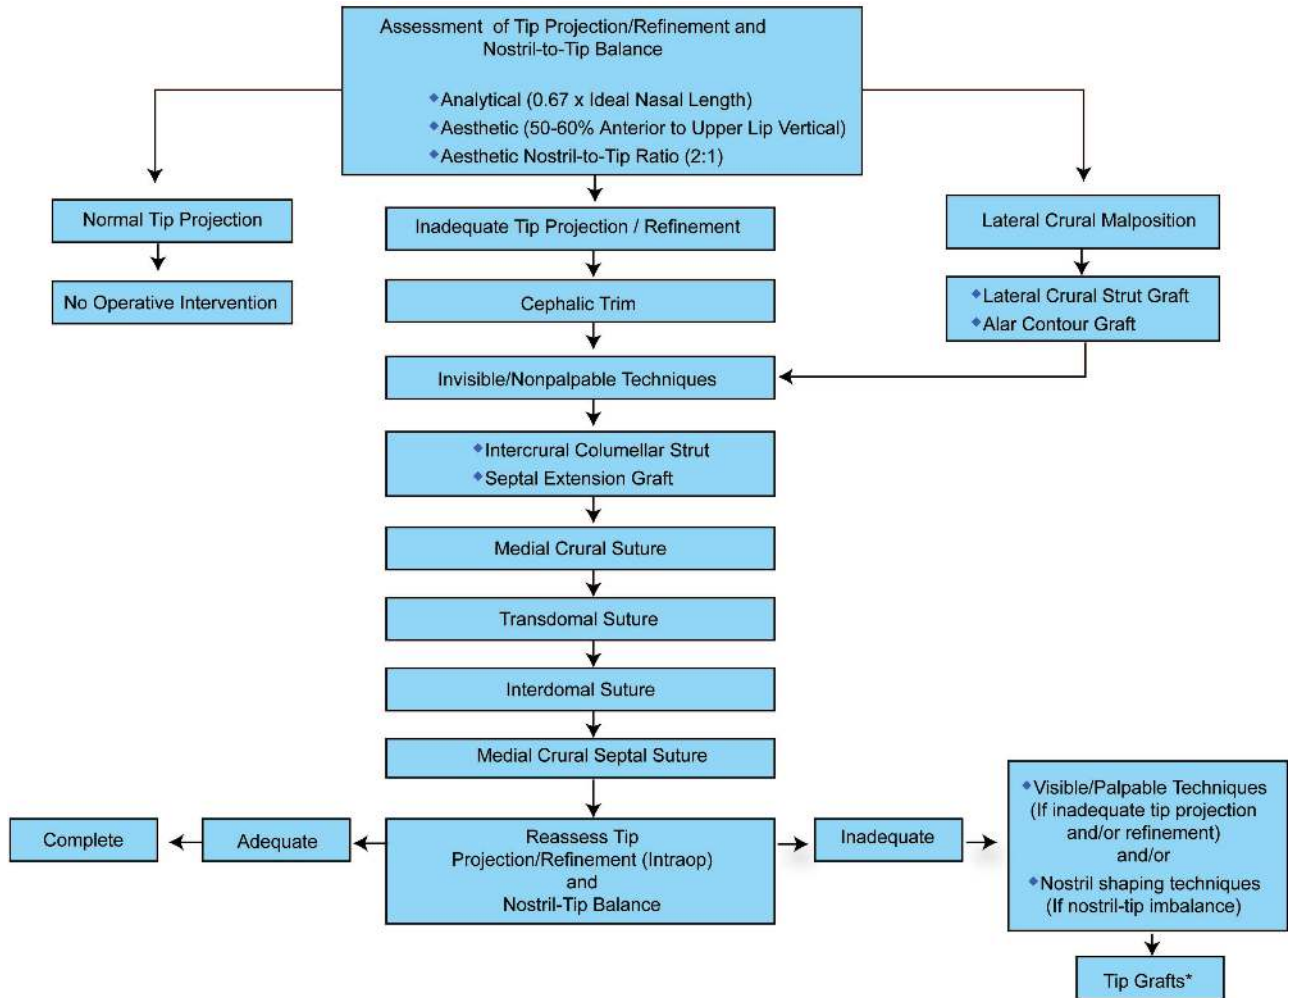 Assessment of Tip Projection/Refinement and
Nostril-to-Tip Balance
◆Analytical (0.67 x Ideal Nasal Length)
◆Aesthetic (50-60% Anterior to Upper Lip Vertical)
◆Aesthetic Nostril-to-Tip Ratio (2:1)
Normal Tip Projection
No Operative Intervention
Inadequate Tip Projection / Refinement
Cephalic Trim
Lateral Crural Malposition
◆Lateral Crural Strut Graft
◆Alar Contour Graft
Invisible/Nonpalpable Techniques
◆Intercrural Columellar Strut
◆Septal Extension Graft
Medial Crural Suture
Transdomal Suture
Interdomal Suture
Medial Crural Septal Suture
Reassess Tip
Projection/Refinement (Intraop)
and
Nostril-Tip Balance
Adequate
Complete
Inadequate
◆Visible/Palpable Techniques
(If inadequate tip projection
and/or refinement)
and/or
◆Nostril shaping techniques
(If nostril-tip imbalance)
Tip Grafts*